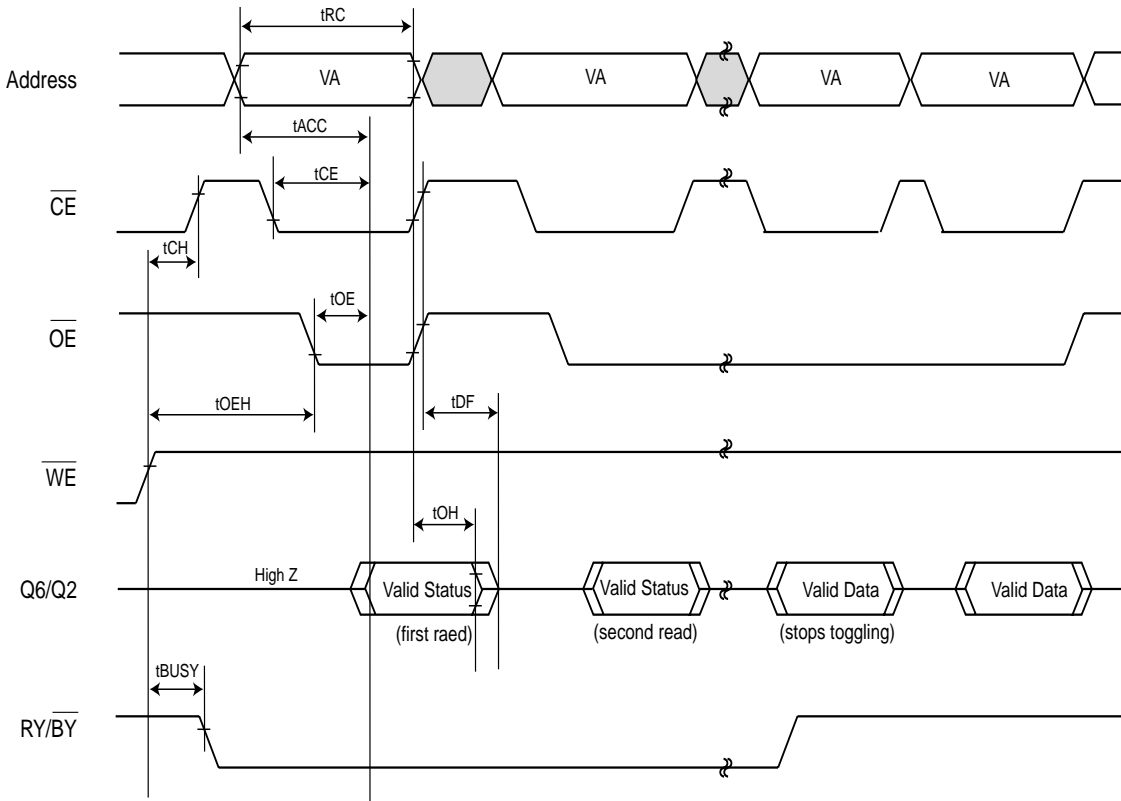 tRC
Address VA VA VA VA
tACC
tCE
CE
tCH
tOE
OE
tOEH
tDF
WE
tOH
High Z
Q6/Q2 Valid Status Valid Status Valid Data Valid Data
(first raed) (second read) (stops toggling)
tBUSY
RY/BY